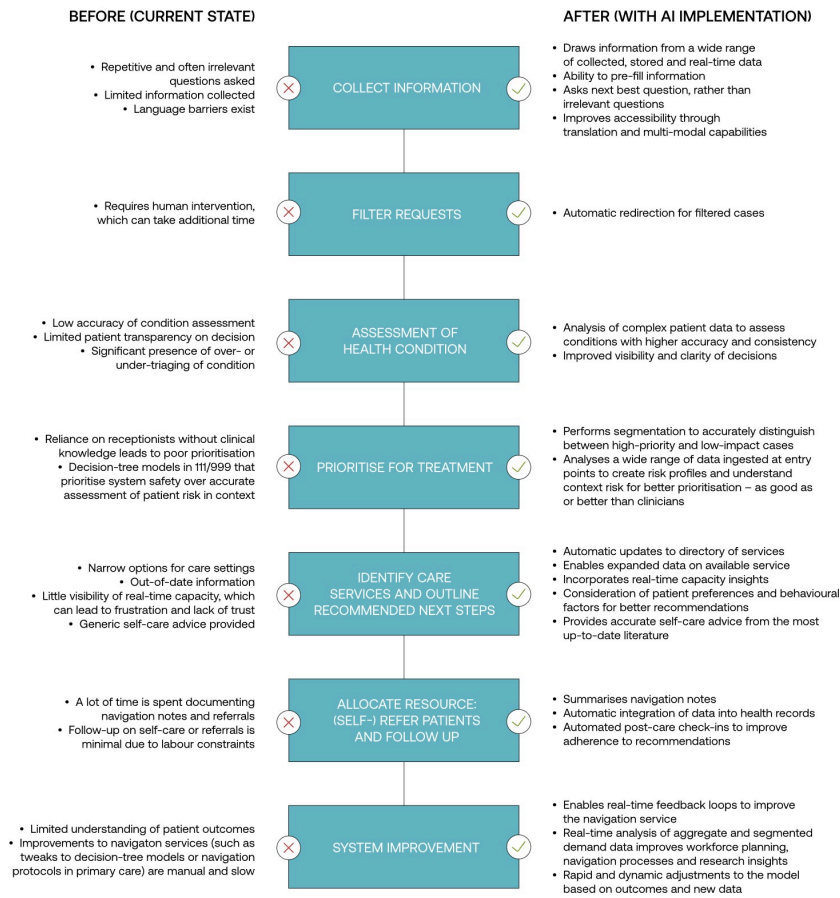 BEFORE (CURRENT STATE)
AFTER (WITH AI IMPLEMENTATION)
• Repetitive and often irrelevant
questions asked
• Limited information collected
• Language barriers exist
COLLECT INFORMATION
• Draws information from a wide range
of collected, stored and real-time data
• Ability to pre-fill information
• Asks next best question, rather than
irrelevant questions
• Improves accessibility through
translation and multi-modal capabilities
• Requires human intervention,
which can take additional time
FILTER REQUESTS
• Automatic redirection for filtered cases
• Low accuracy of condition assessment
• Limited patient transparency on decision
• Significant presence of over- or
under-triaging of condition
ASSESSMENT OF
HEALTH CONDITION
• Analysis of complex patient data to assess
conditions with higher accuracy and consistency
• Improved visibility and clarity of decisions
• Reliance on receptionists without clinical
knowledge leads to poor prioritisation
• Decision-tree models in 111/999 that
prioritise system safety over accurate
assessment of patient risk in context
PRIORITISE FOR TREATMENT
• Performs segmentation to accurately distinguish
between high-priority and low-impact cases
• Analyses a wide range of data ingested at entry
points to create risk profiles and understand
context risk for better prioritisation – as good as
or better than clinicians
• Narrow options for care settings
• Out-of-date information
• Little visibility of real-time capacity, which
can lead to frustration and lack of trust
• Generic self-care advice provided
IDENTIFY CARE
SERVICES AND OUTLINE
RECOMMENDED NEXT STEPS
• Automatic updates to directory of services
• Enables expanded data on available service
• Incorporates real-time capacity insights
• Consideration of patient preferences and behavioural
factors for better recommendations
• Provides accurate self-care advice from the most
up-to-date literature
• A lot of time is spent documenting
navigation notes and referrals
• Follow-up on self-care or referrals is
minimal due to labour constraints
ALLOCATE RESOURCE:
(SELF-) REFER PATIENTS
AND FOLLOW UP
• Summarises navigation notes
• Automatic integration of data into health records
• Automated post-care check-ins to improve
adherence to recommendations
• Limited understanding of patient outcomes
• Improvements to navigaton services (such as
tweaks to decision-tree models or navigation
protocols in primary care) are manual and slow
SYSTEM IMPROVEMENT
• Enables real-time feedback loops to improve
the navigation service
• Real-time analysis of aggregate and segmented
demand data improves workforce planning,
navigation processes and research insights
• Rapid and dynamic adjustments to the model
based on outcomes and new data